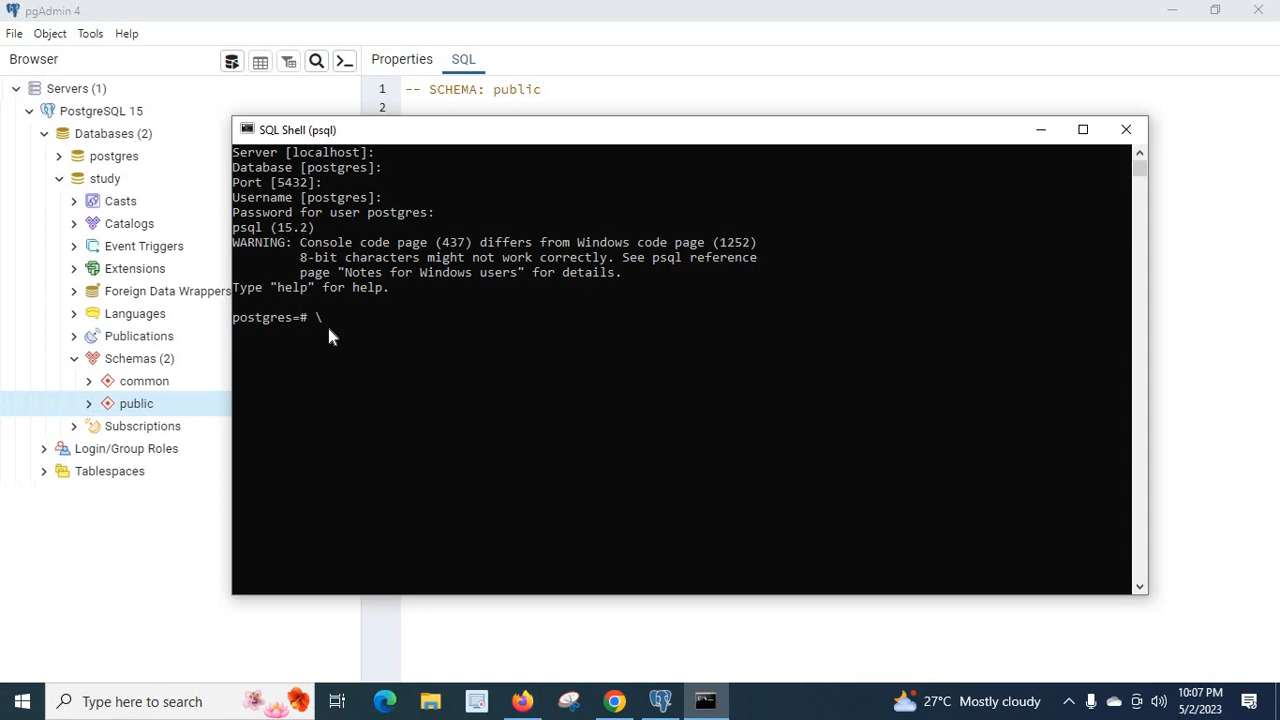 pgAdmin 4
File Object Tools Help
Browser
Properties SQL
Servers (1)
PostgreSQL 15
Databases (2)
postgres
study
Casts
Catalogs
Event Triggers
Extensions
Foreign Data Wrappers
Languages
Publications
Schemas (2)
common
public
Subscriptions
Login/Group Roles
Tablespaces
1 -- SCHEMA: public
2
SQL Shell (psql)
Server [localhost]:
Database [postgres]:
Port [5432]:
Username [postgres]:
Password for user postgres:
psql (15.2)
WARNING: Console code page (437) differs from Windows code page (1252)
8-bit characters might not work correctly. See psql reference
page "Notes for Windows users" for details.
Type "help" for help.
postgres=# \
Type here to search
27°C Mostly cloudy
10:07 PM
5/2/2023